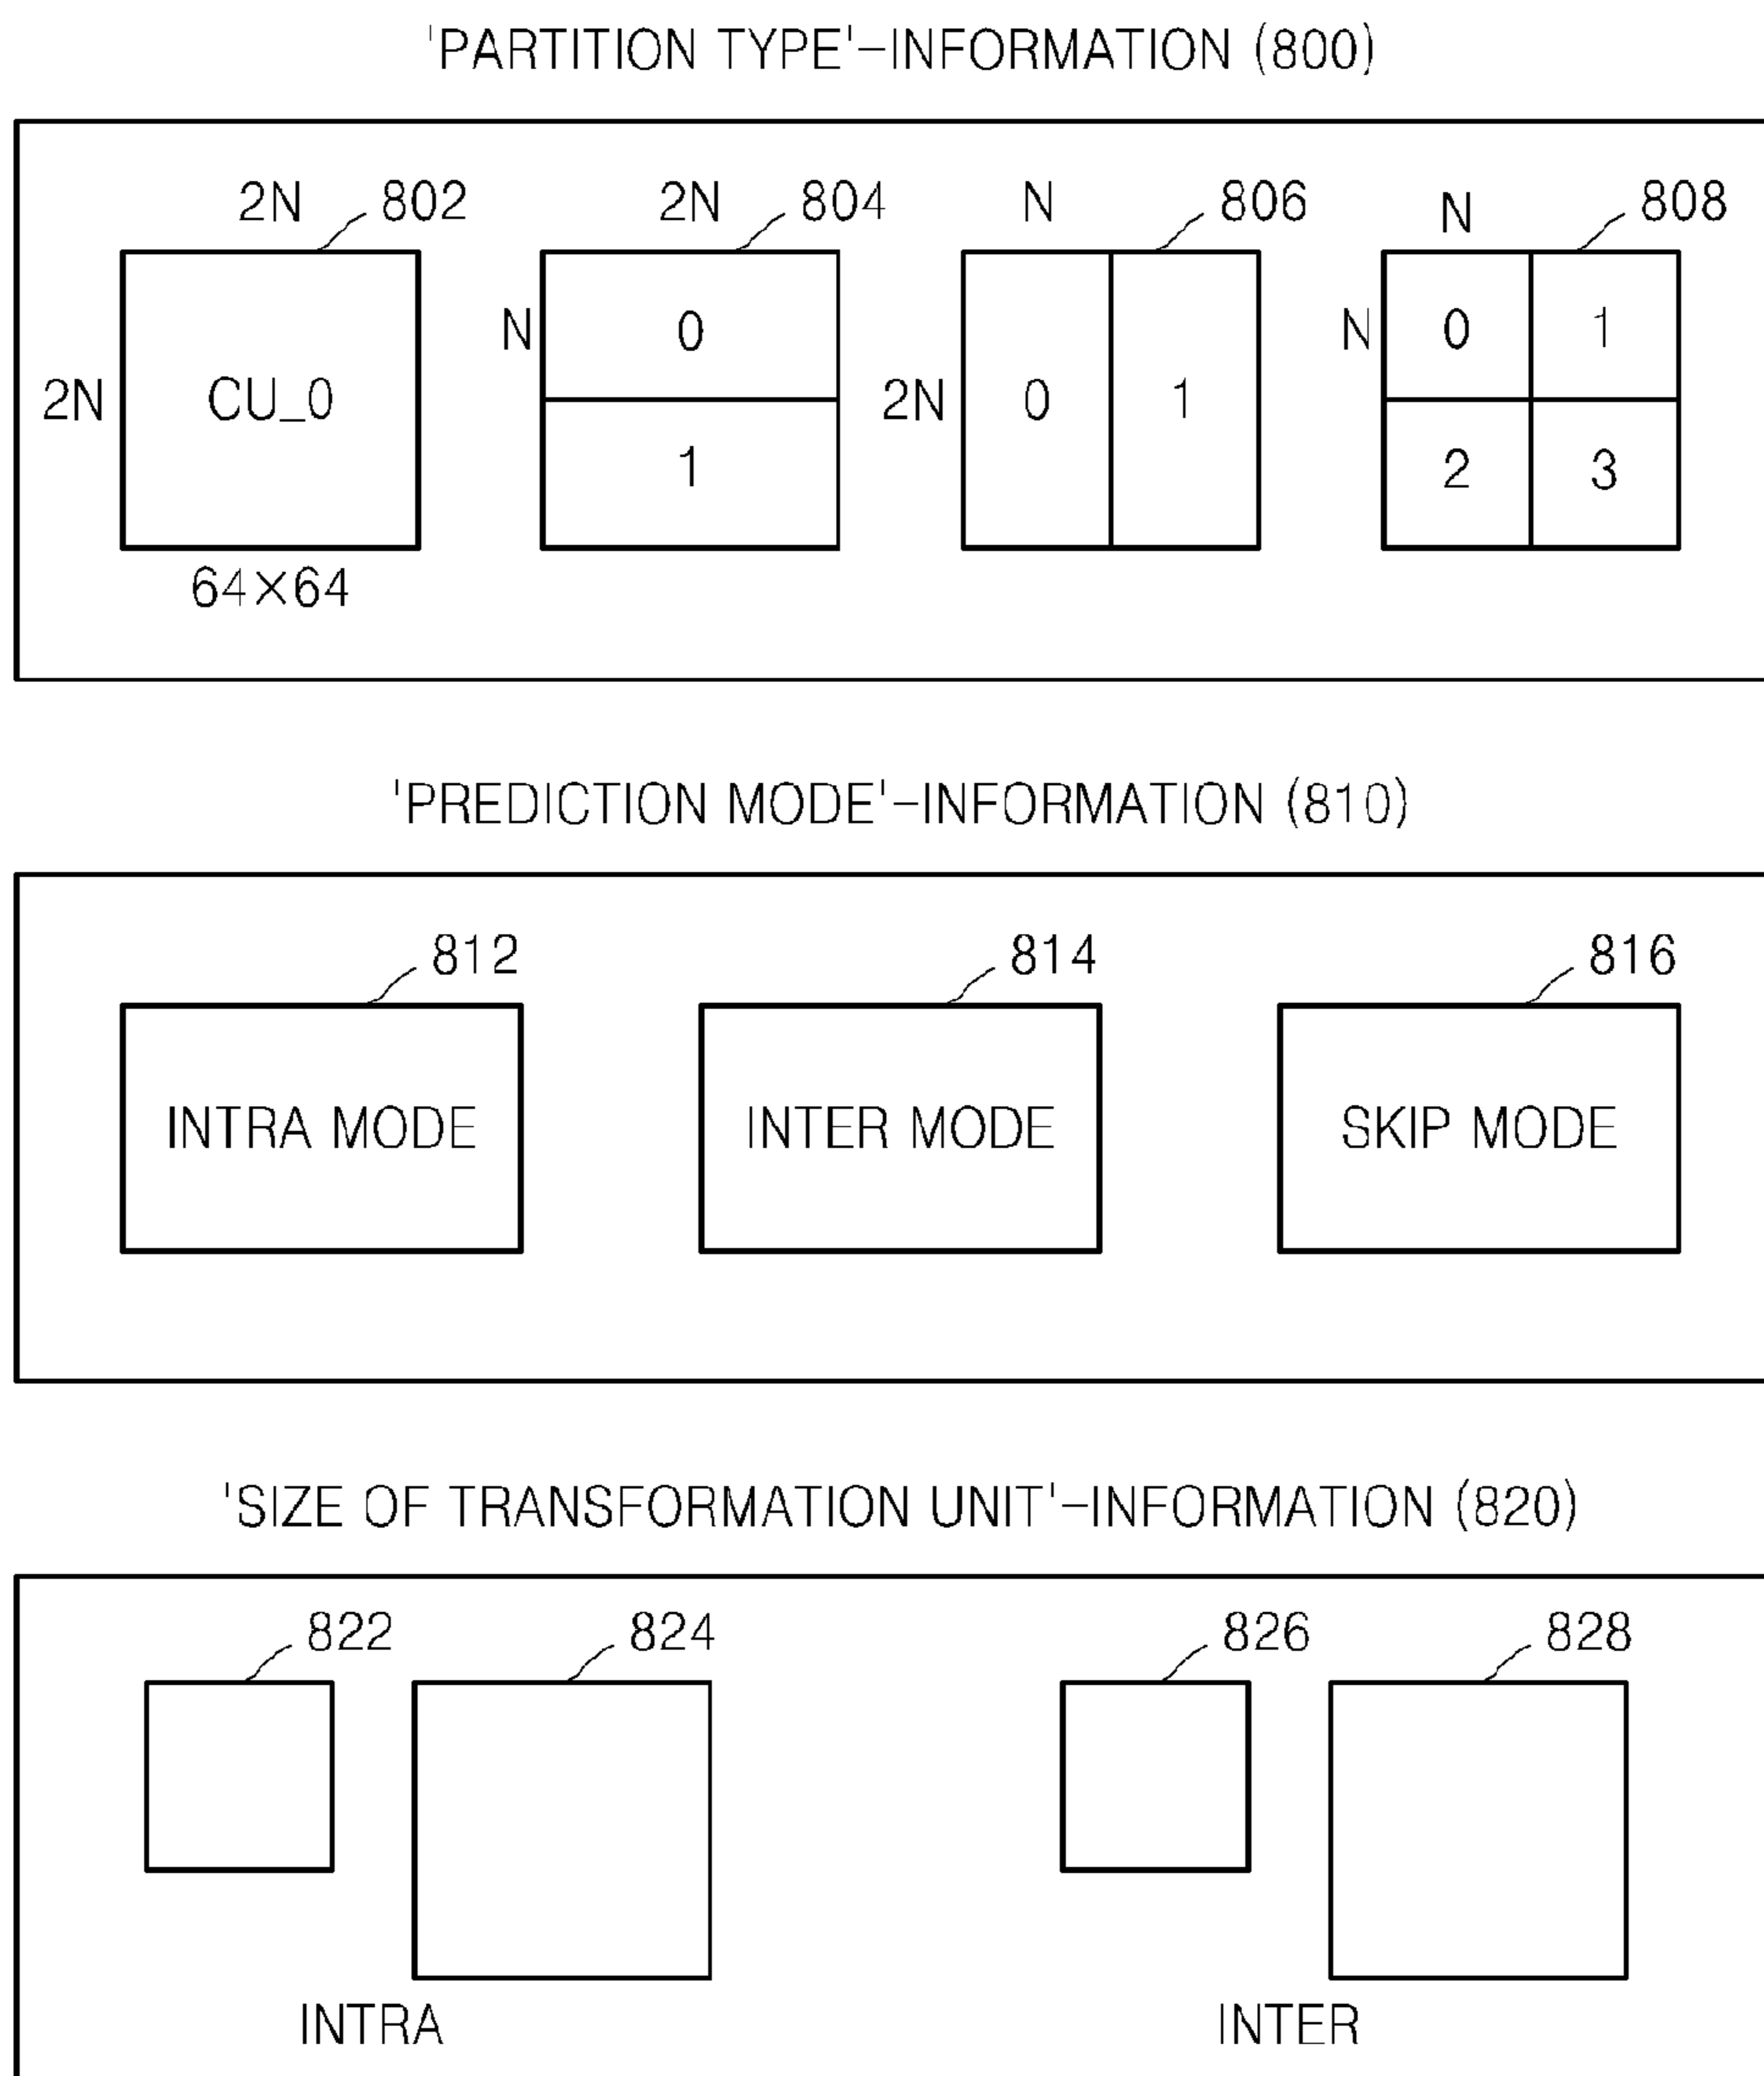 'PARTITION TYPE'-INFORMATION (800)
2N 802 2N 804 N 806 N 808
2N CU_0 N 0 1 2N 0 1 N 0 1 2 3
64×64
'PREDICTION MODE'-INFORMATION (810)
812 814 816
INTRA MODE INTER MODE SKIP MODE
'SIZE OF TRANSFORMATION UNIT'-INFORMATION (820)
822 824 826 828
INTRA INTER